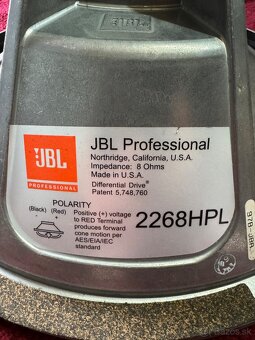 JBL
PROFESSIONAL
JBL Professional
Northridge, California, U.S.A.
Impedance: 8 Ohms
Made in U.S.A.
Differential Drive®
Patent 5,748,760
POLARITY
(Black) (Red)
Positive (+) voltage
to RED Terminal
produces forward
cone motion per
AES/EIA/IEC
standard
2268HPL